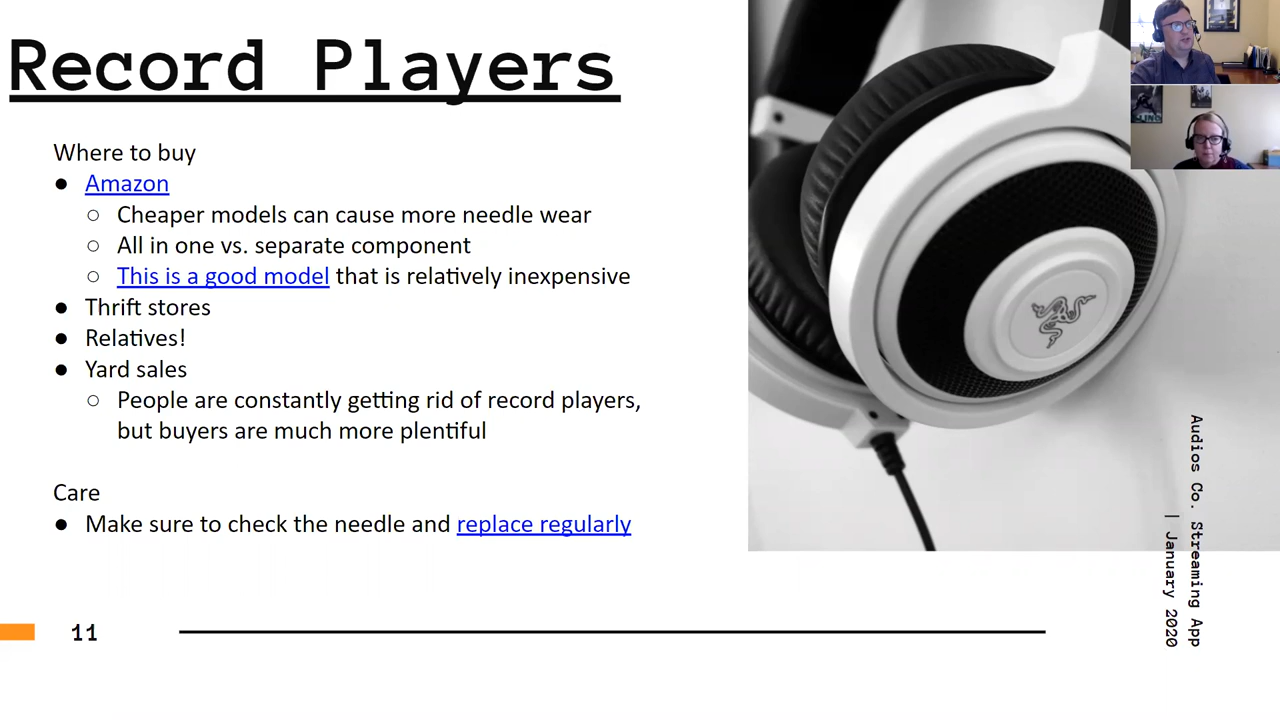 Record Players
Where to buy
● Amazon
○ Cheaper models can cause more needle wear
○ All in one vs. separate component
○ This is a good model that is relatively inexpensive
● Thrift stores
● Relatives!
● Yard sales
○ People are constantly getting rid of record players,
but buyers are much more plentiful
Care
● Make sure to check the needle and replace regularly
11
Audios Co. Streaming App
| January 2020